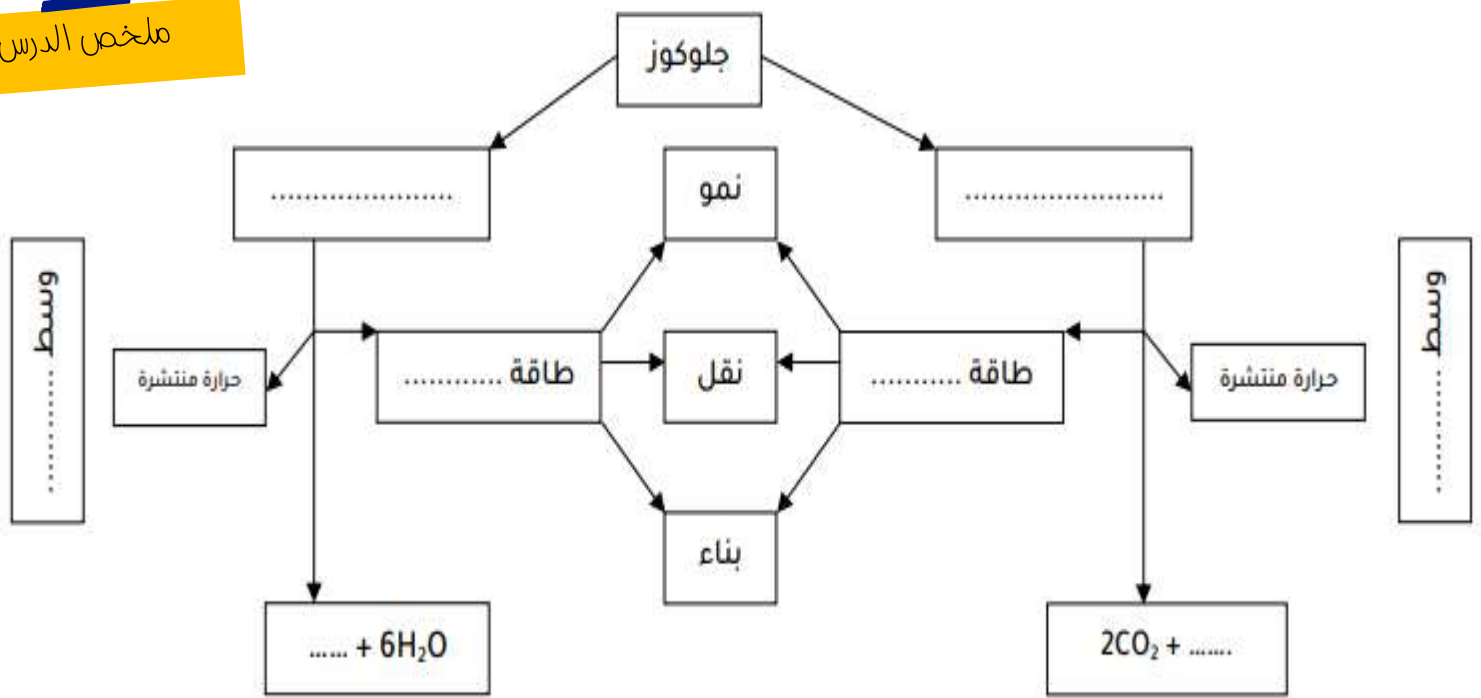 ملخص الدرس
جلوكوز
........................
......................
نمو
وسط ...............
وسط ...............
حرارة منتشرة
طاقة ...........
نقل
طاقة ............
حرارة منتشرة
بناء
2CO₂ + .......
...... + 6H₂O